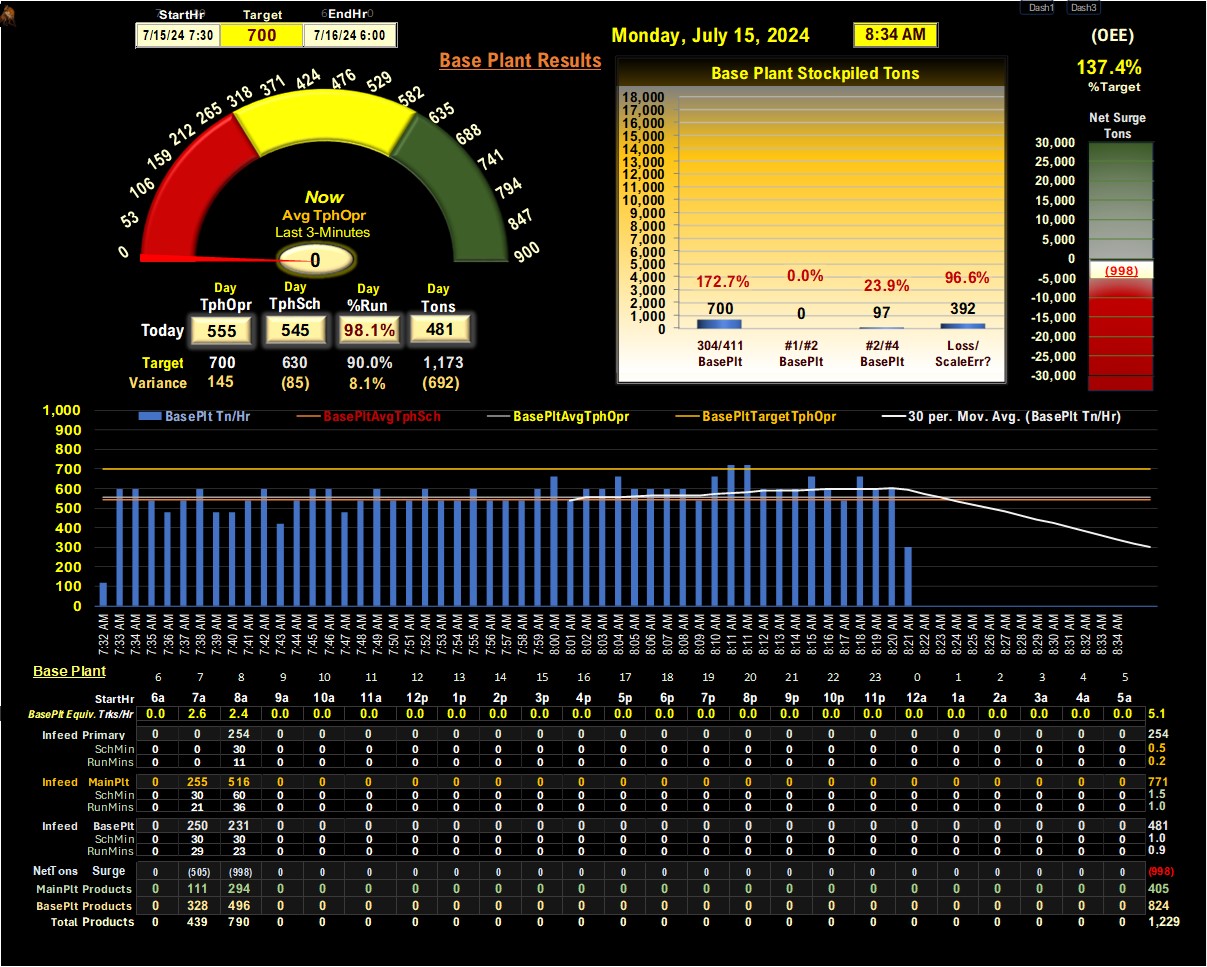 StartHr Target EndHr Dash1 Dash3
7/15/24 7:30 700 7/16/24 6:00
Monday, July 15, 2024 8:34 AM
(OEE)
137.4%
%Target
Base Plant Results
0 53 106 159 212 265 318 371 424 476 529 582 635 688 741 794 847 900
Now
Avg TphOpr
Last 3-Minutes
0
Day Day Day Day
TphOpr TphSch %Run Tons
Today 555 545 98.1% 481
Target 700 630 90.0% 1,173
Variance 145 (85) 8.1% (692)
Base Plant Stockpiled Tons
18,000
17,000
16,000
15,000
14,000
13,000
12,000
11,000
10,000
9,000
8,000
7,000
6,000
5,000
4,000
3,000
2,000
1,000
0
172.7% 0.0% 23.9% 96.6%
700 0 97 392
304/411 #1/#2 #2/#4 Loss/
BasePlt BasePlt BasePlt ScaleErr?
Net Surge
Tons
30,000
25,000
20,000
15,000
10,000
5,000
0
(998)
-5,000
-10,000
-15,000
-20,000
-25,000
-30,000
BasePlt Tn/Hr BasePltAvgTphSch BasePltAvgTphOpr BasePltTargetTphOpr 30 per. Mov. Avg. (BasePlt Tn/Hr)
1,000
900
800
700
600
500
400
300
200
100
0
7:32 AM 7:33 AM 7:34 AM 7:35 AM 7:36 AM 7:37 AM 7:38 AM 7:39 AM 7:40 AM 7:41 AM 7:42 AM 7:43 AM 7:44 AM 7:45 AM 7:46 AM 7:47 AM 7:48 AM 7:49 AM 7:50 AM 7:51 AM 7:52 AM 7:53 AM 7:54 AM 7:55 AM 7:56 AM 7:57 AM 7:58 AM 7:59 AM 8:00 AM 8:01 AM 8:02 AM 8:03 AM 8:04 AM 8:05 AM 8:06 AM 8:07 AM 8:08 AM 8:09 AM 8:10 AM 8:11 AM 8:11 AM 8:12 AM 8:13 AM 8:14 AM 8:15 AM 8:16 AM 8:17 AM 8:18 AM 8:19 AM 8:20 AM 8:21 AM 8:22 AM 8:23 AM 8:24 AM 8:25 AM 8:26 AM 8:27 AM 8:28 AM 8:29 AM 8:30 AM 8:31 AM 8:32 AM 8:33 AM 8:34 AM
Base Plant 6 7 8 9 10 11 12 13 14 15 16 17 18 19 20 21 22 23 0 1 2 3 4 5
StartHr 6a 7a 8a 9a 10a 11a 12p 1p 2p 3p 4p 5p 6p 7p 8p 9p 10p 11p 12a 1a 2a 3a 4a 5a
BasePlt Equiv. Trks/Hr 0.0 2.6 2.4 0.0 0.0 0.0 0.0 0.0 0.0 0.0 0.0 0.0 0.0 0.0 0.0 0.0 0.0 0.0 0.0 0.0 0.0 0.0 0.0 0.0 5.1
Infeed Primary 0 0 254 0 0 0 0 0 0 0 0 0 0 0 0 0 0 0 0 0 0 0 0 0 254
SchMin 0 0 30 0 0 0 0 0 0 0 0 0 0 0 0 0 0 0 0 0 0 0 0 0 0.5
RunMins 0 0 11 0 0 0 0 0 0 0 0 0 0 0 0 0 0 0 0 0 0 0 0 0 0.2
Infeed MainPlt 0 255 516 0 0 0 0 0 0 0 0 0 0 0 0 0 0 0 0 0 0 0 0 0 771
SchMin 0 30 60 0 0 0 0 0 0 0 0 0 0 0 0 0 0 0 0 0 0 0 0 0 1.5
RunMins 0 21 36 0 0 0 0 0 0 0 0 0 0 0 0 0 0 0 0 0 0 0 0 0 1.0
Infeed BasePlt 0 250 231 0 0 0 0 0 0 0 0 0 0 0 0 0 0 0 0 0 0 0 0 0 481
SchMin 0 30 30 0 0 0 0 0 0 0 0 0 0 0 0 0 0 0 0 0 0 0 0 0 1.0
RunMins 0 29 23 0 0 0 0 0 0 0 0 0 0 0 0 0 0 0 0 0 0 0 0 0 0.9
NetTons Surge 0 (505) (998) 0 0 0 0 0 0 0 0 0 0 0 0 0 0 0 0 0 0 0 0 0 (998)
MainPlt Products 0 111 294 0 0 0 0 0 0 0 0 0 0 0 0 0 0 0 0 0 0 0 0 0 405
BasePlt Products 0 328 496 0 0 0 0 0 0 0 0 0 0 0 0 0 0 0 0 0 0 0 0 0 824
Total Products 0 439 790 0 0 0 0 0 0 0 0 0 0 0 0 0 0 0 0 0 0 0 0 0 1,229